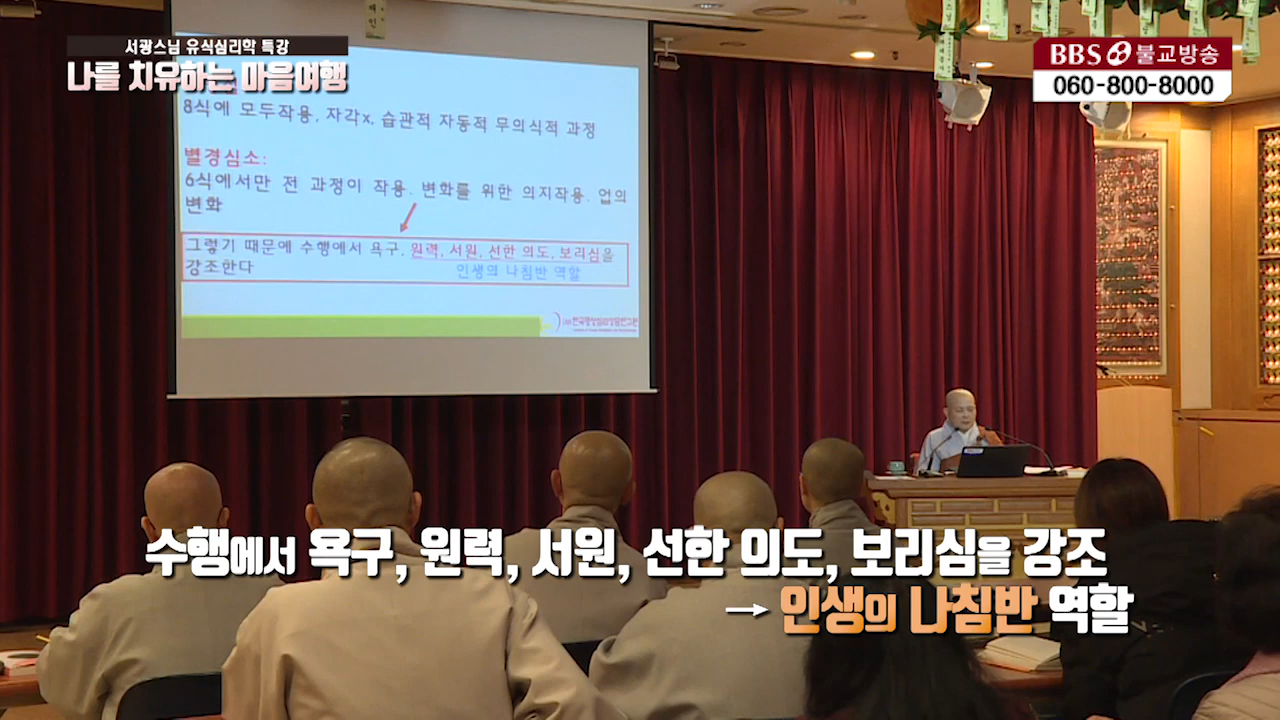 서광스님 유식심리학 특강
나를 치유하는 마음여행
BBS 불교방송
060-800-8000
8식에 모두작용, 자각x, 습관적 자동적 무의식적 과정
별경심소:
6식에서만 전 과정이 작용. 변화를 위한 의지작용. 업의
변화
그렇기 때문에 수행에서 욕구, 원력, 서원, 선한 의도, 보리심을
강조한다 인생의 나침반 역할
수행에서 욕구, 원력, 서원, 선한 의도, 보리심을 강조
→ 인생의 나침반 역할